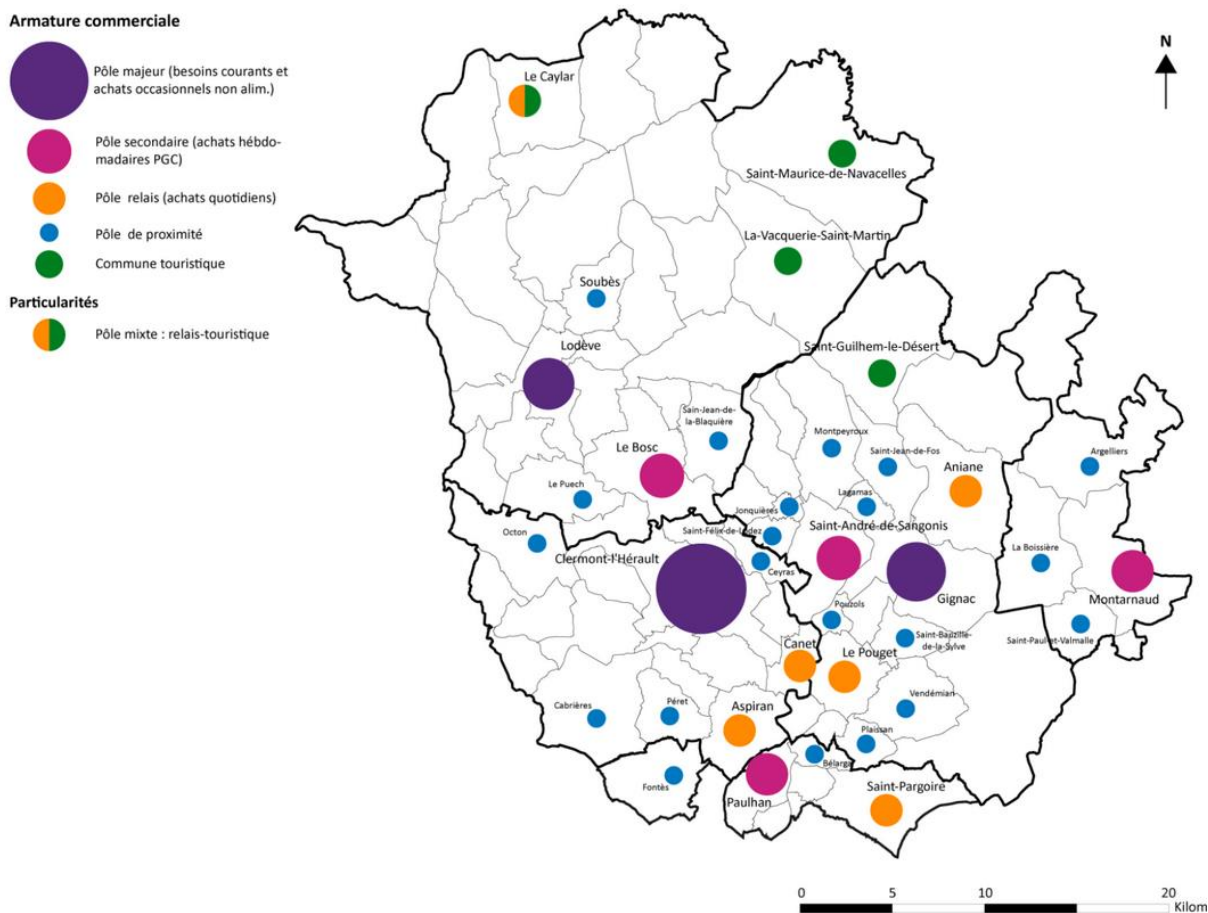 Armature commerciale
Pôle majeur (besoins courants et
achats occasionnels non alim.)
Pôle secondaire (achats hébdo-
madaires PGC)
Pôle relais (achats quotidiens)
Pôle de proximité
Commune touristique
Particularités
Pôle mixte : relais-touristique
N
Le Caylar
Saint-Maurice-de-Navacelles
La-Vacquerie-Saint-Martin
Soubès
Saint-Guilhem-le-Désert
Lodève
Sain-Jean-de-
la-Blaquière
Montpeyroux
Le Bosc
Saint-Jean-de-Fos
Argelliers
Aniane
Le Puech
Lagamas
Jonquières
Saint-André-de-Sangonis
Saint-Félix-de-Lodez
Octon
La Boissière
Clermont-l'Hérault
Ceyras
Gignac
Montarnaud
Pouzols
Saint-Bauzille-
de-la-Sylve
Saint-Paul-et-Valmalle
Canet
Le Pouget
Vendémian
Cabrières
Péret
Aspiran
Plaissan
Bélarga
Fontès
Saint-Pargoire
Paulhan
0 5 10 20
Kilom